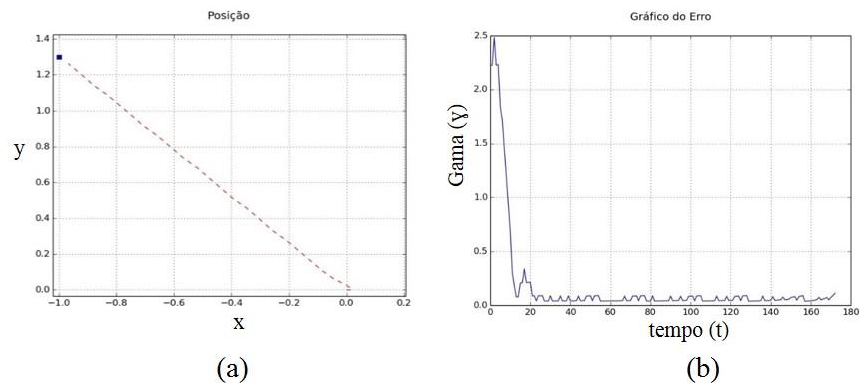 Posição
1.4
1.2
1.0
0.8
0.6
0.4
0.2
0.0
y
−1.0 −0.8 −0.6 −0.4 −0.2 0.0 0.2
x
(a)
Gráfico do Erro
2.5
2.0
1.5
1.0
0.5
0.0
Gama (ɣ)
0 20 40 60 80 100 120 140 160 180
tempo (t)
(b)